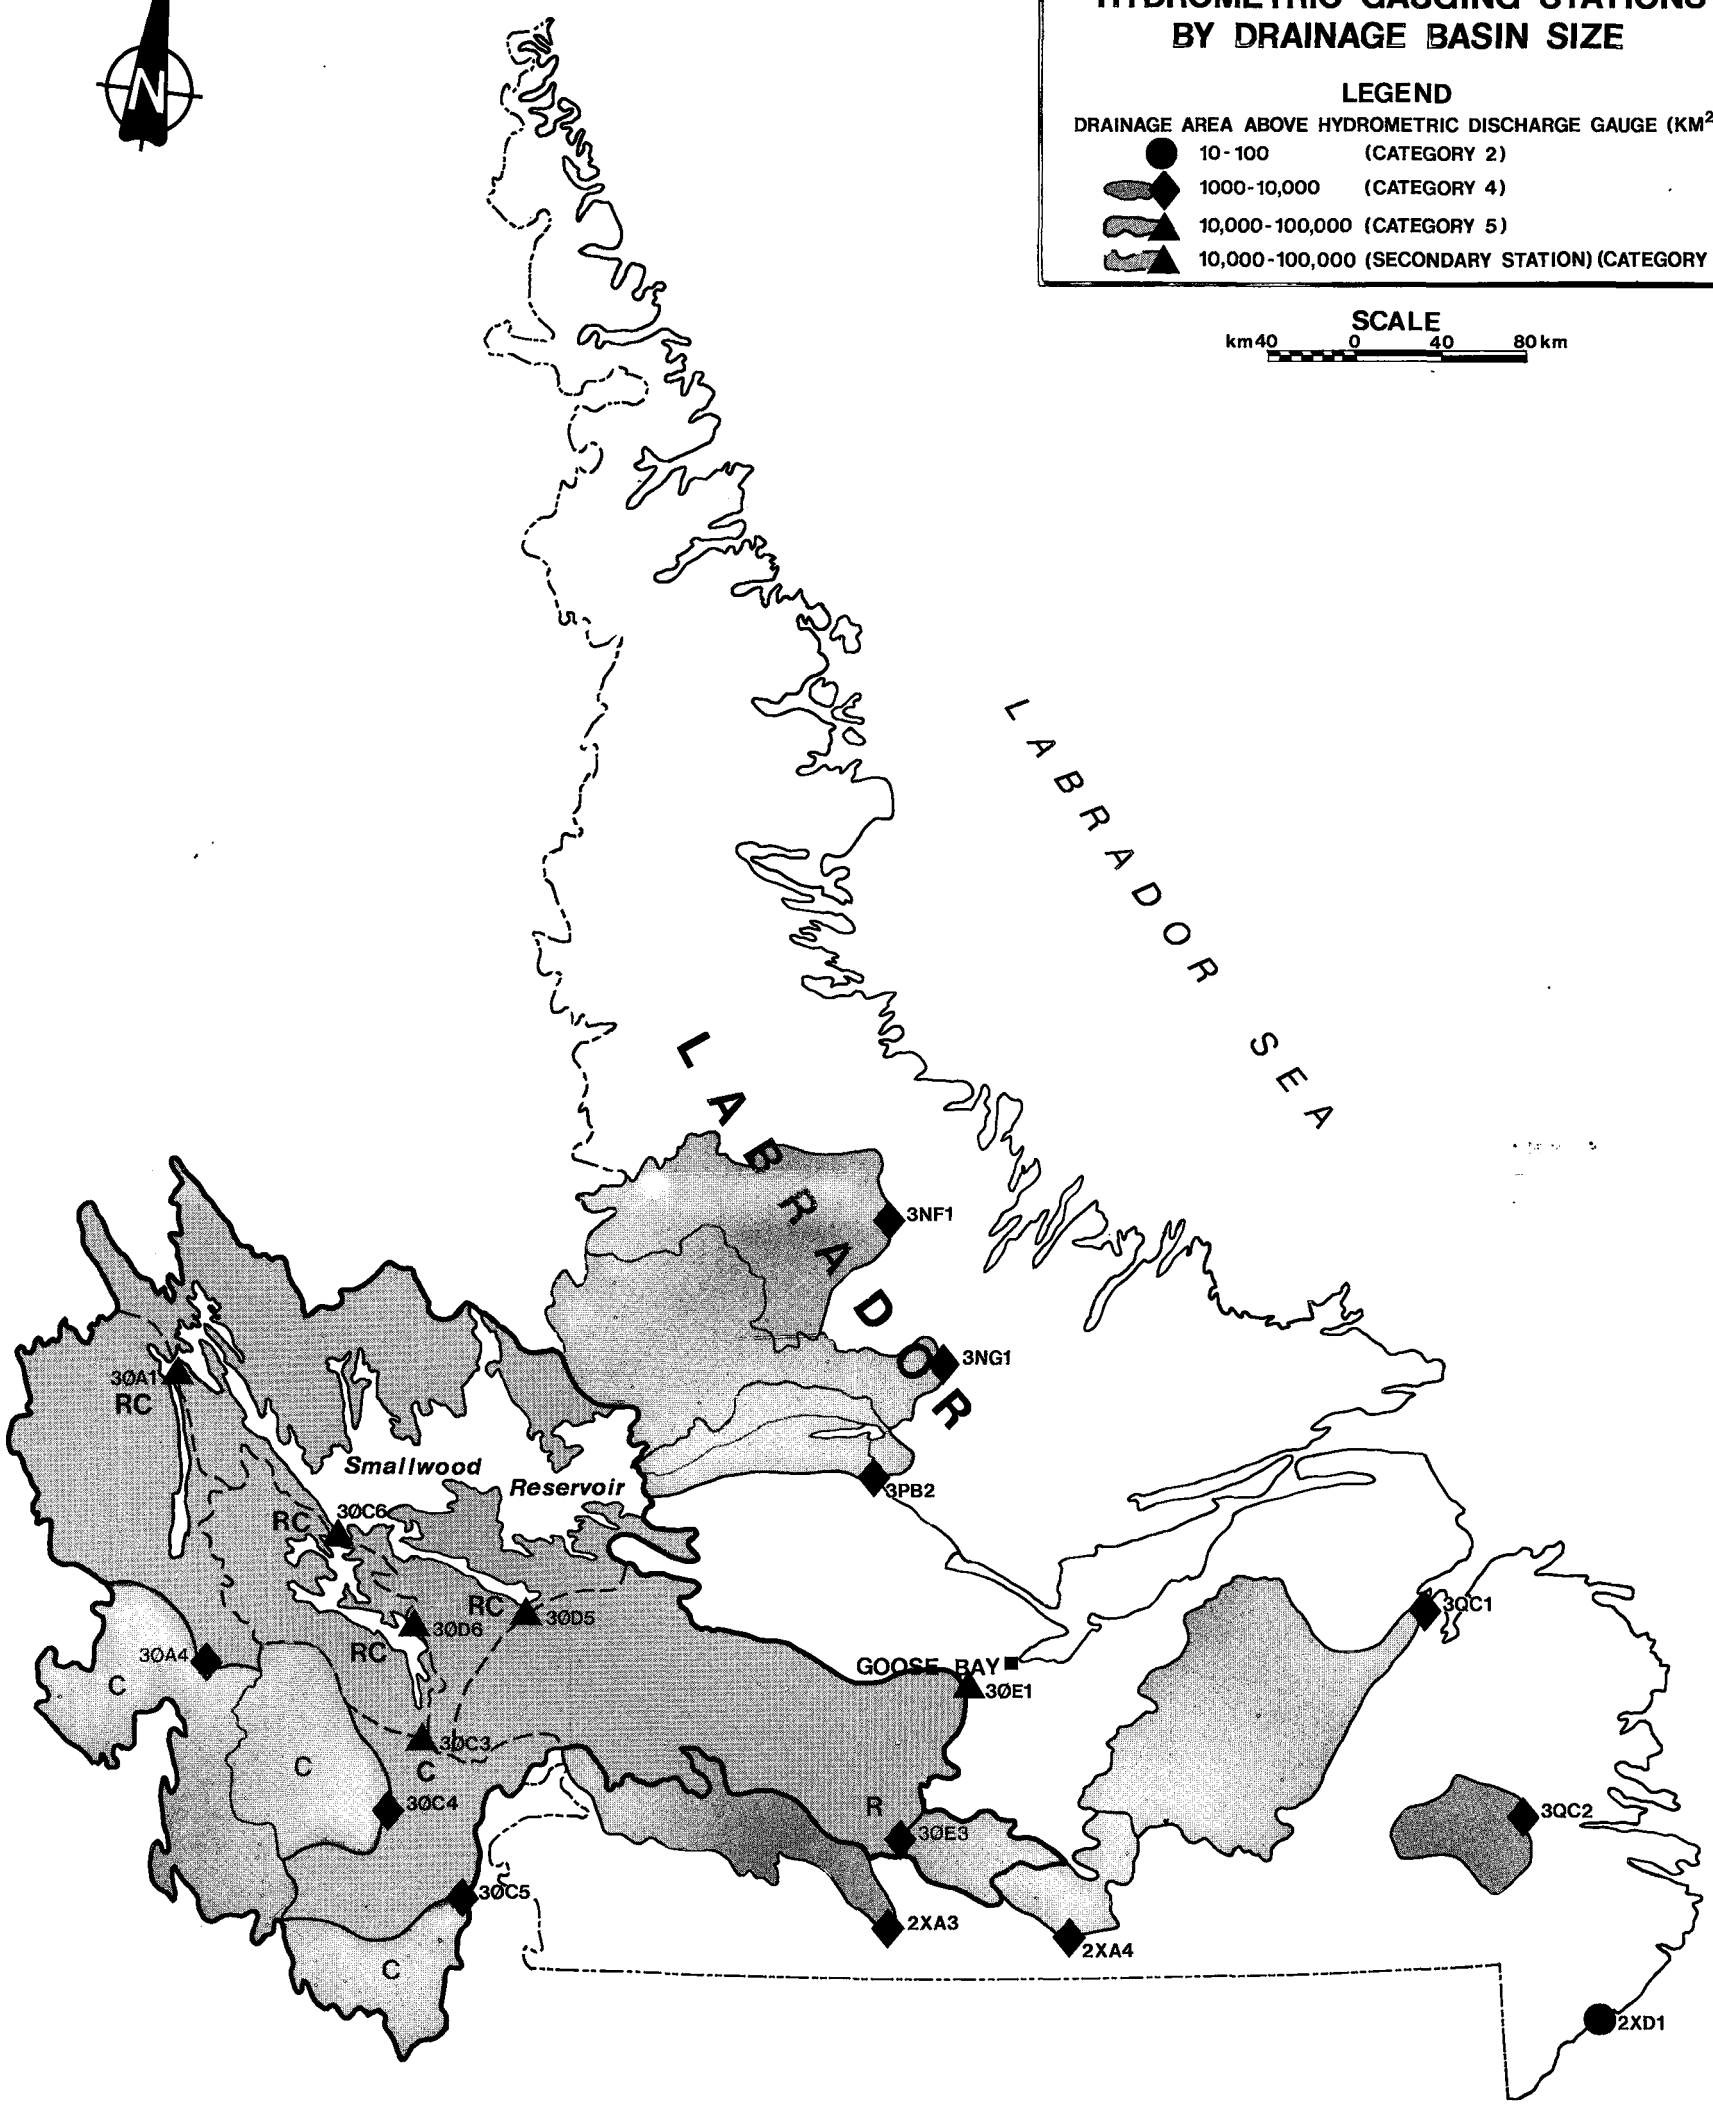 N
HYDROMETRIC GAUGING STATIONS
BY DRAINAGE BASIN SIZE
LEGEND
DRAINAGE AREA ABOVE HYDROMETRIC DISCHARGE GAUGE (KM²
10-100 (CATEGORY 2)
1000-10,000 (CATEGORY 4)
10,000-100,000 (CATEGORY 5)
10,000-100,000 (SECONDARY STATION) (CATEGORY
SCALE
km40 0 40 80 km
LABRADOR SEA
LABRADOR
3NF1
3NG1
3ØA1
RC
Smallwood
Reservoir
3PB2
3ØC6
RC
RC
3ØD5
3ØD6
RC
3QC1
3ØA4
C
GOOSE BAY
3ØE1
3ØC3
C
C
3ØC4
R
3ØE3
3QC2
3ØC5
2XA3
2XA4
C
2XD1